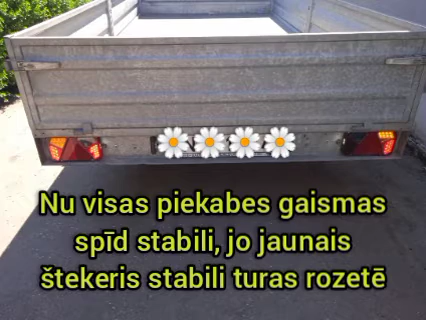 Nu visas piekabes gaismas
spīd stabili, jo jaunais
štekeris stabili turas rozetē